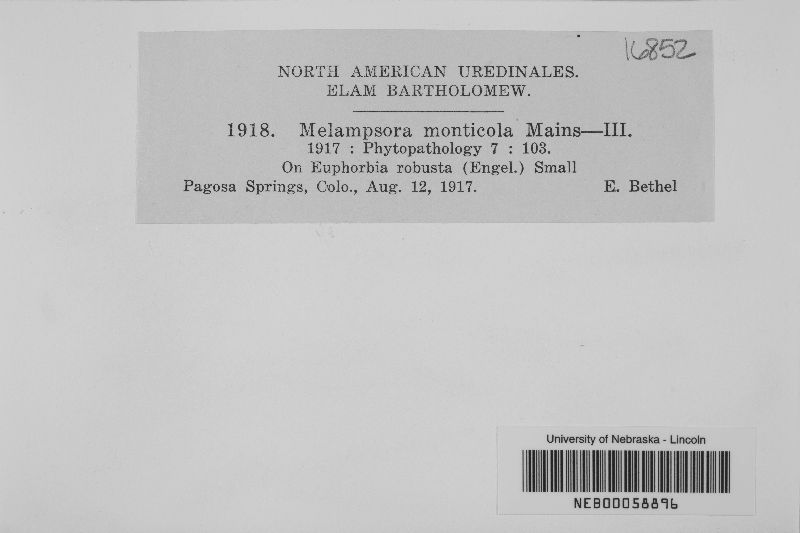 16852
NORTH AMERICAN UREDINALES.
ELAM BARTHOLOMEW.
1918. Melampsora monticola Mains—III.
1917 : Phytopathology 7 : 103.
On Euphorbia robusta (Engel.) Small
Pagosa Springs, Colo., Aug. 12, 1917. E. Bethel
University of Nebraska - Lincoln
NEB00058896